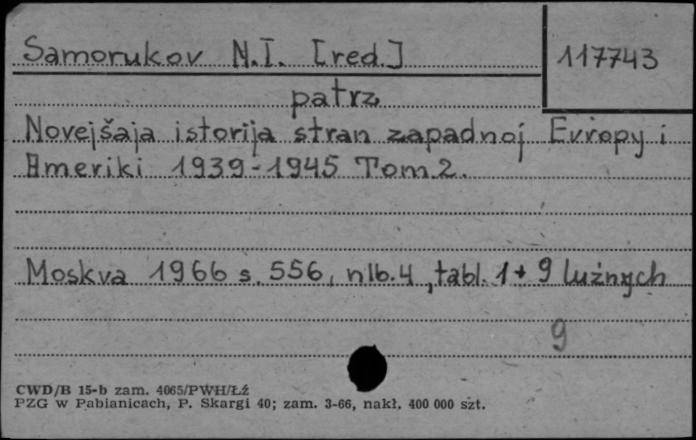 Samorukov N.I. [red.]
117743
patrz
Novejšaja istorija stran zapadnoj Evropy i
Ameriki 1939-1945 Tom 2.
Moskva 1966 s. 556, nlb. 4, tabl. 1 + 9 luźnych
9
CWD/B 15-b zam. 4065/PWH/Łź
PZG w Pabianicach, P. Skargi 40; zam. 3-66, nakł. 400 000 szt.